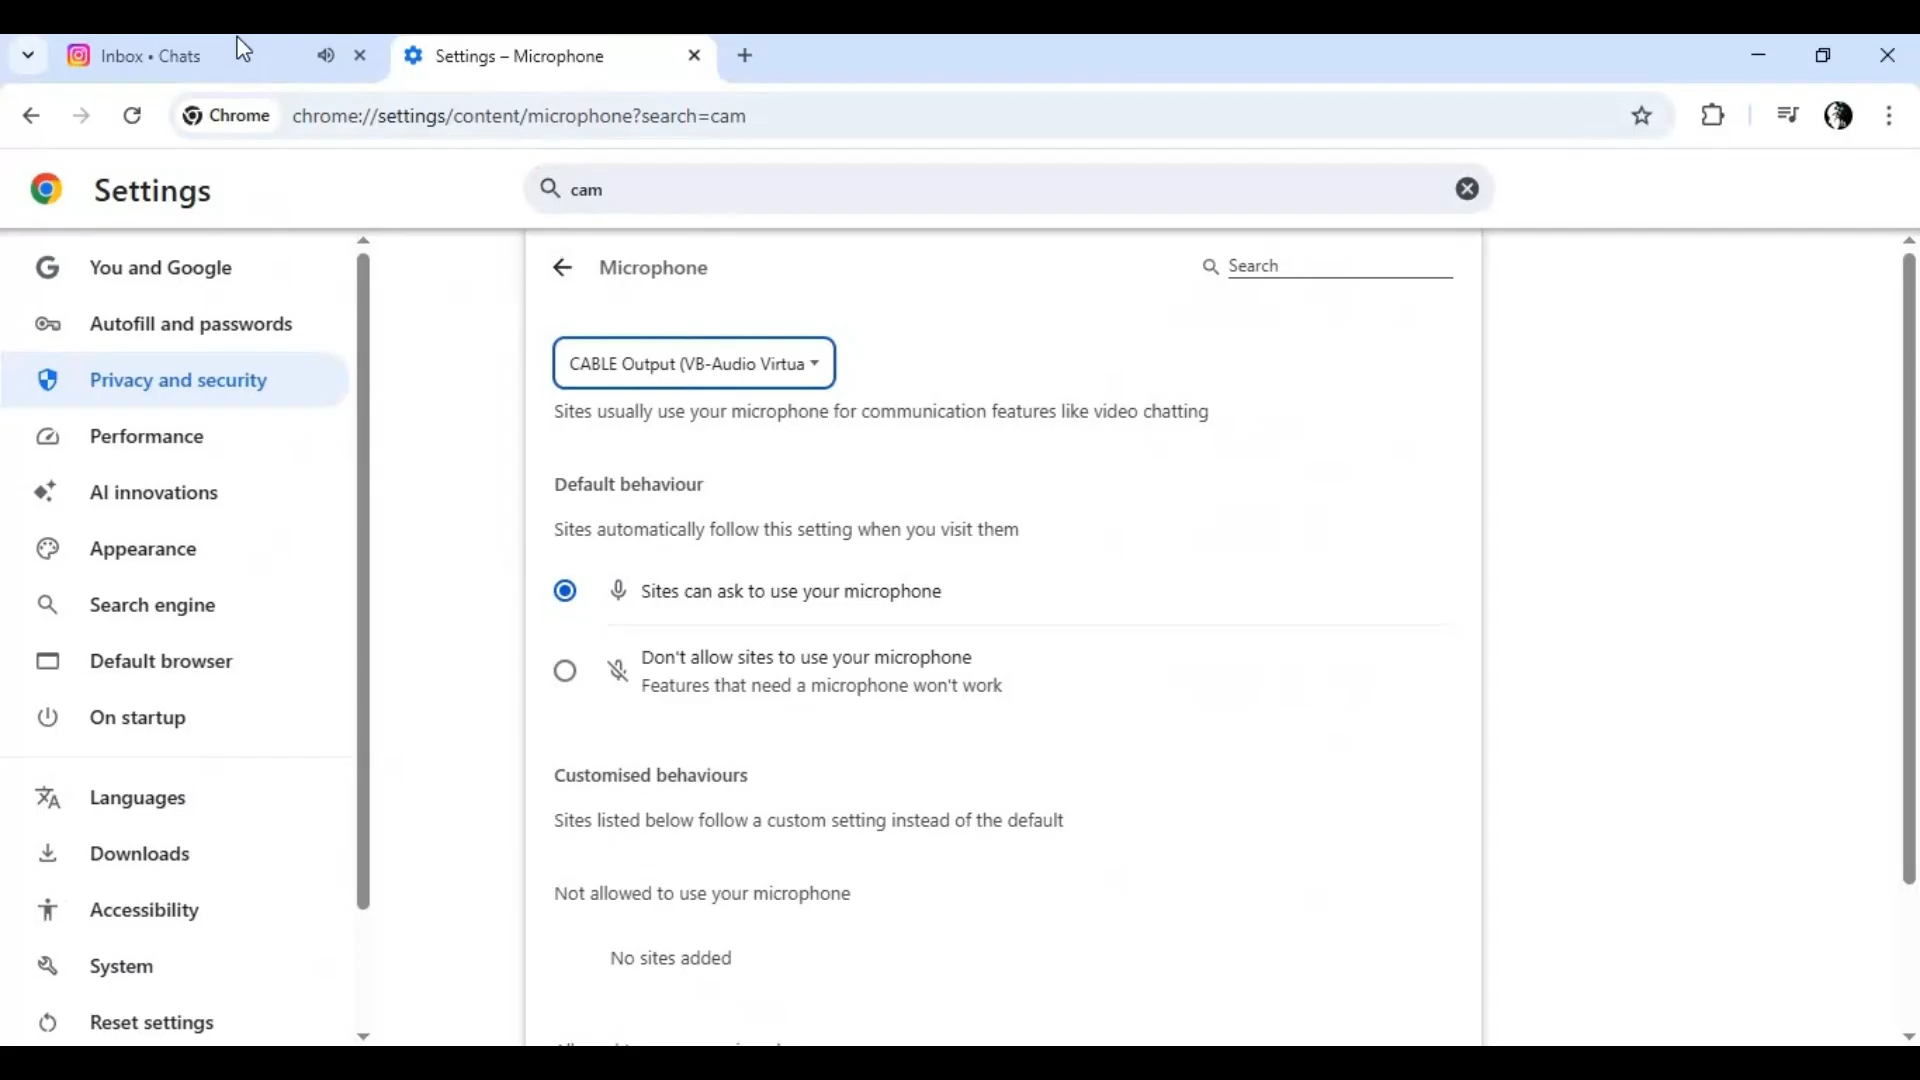 Inbox • Chats
Settings – Microphone
Chrome
chrome://settings/content/microphone?search=cam
Settings
cam
You and Google
Autofill and passwords
Privacy and security
Performance
AI innovations
Appearance
Search engine
Default browser
On startup
Languages
Downloads
Accessibility
System
Reset settings
Microphone
Search
CABLE Output (VB-Audio Virtua
Sites usually use your microphone for communication features like video chatting
Default behaviour
Sites automatically follow this setting when you visit them
Sites can ask to use your microphone
Don't allow sites to use your microphone
Features that need a microphone won't work
Customised behaviours
Sites listed below follow a custom setting instead of the default
Not allowed to use your microphone
No sites added